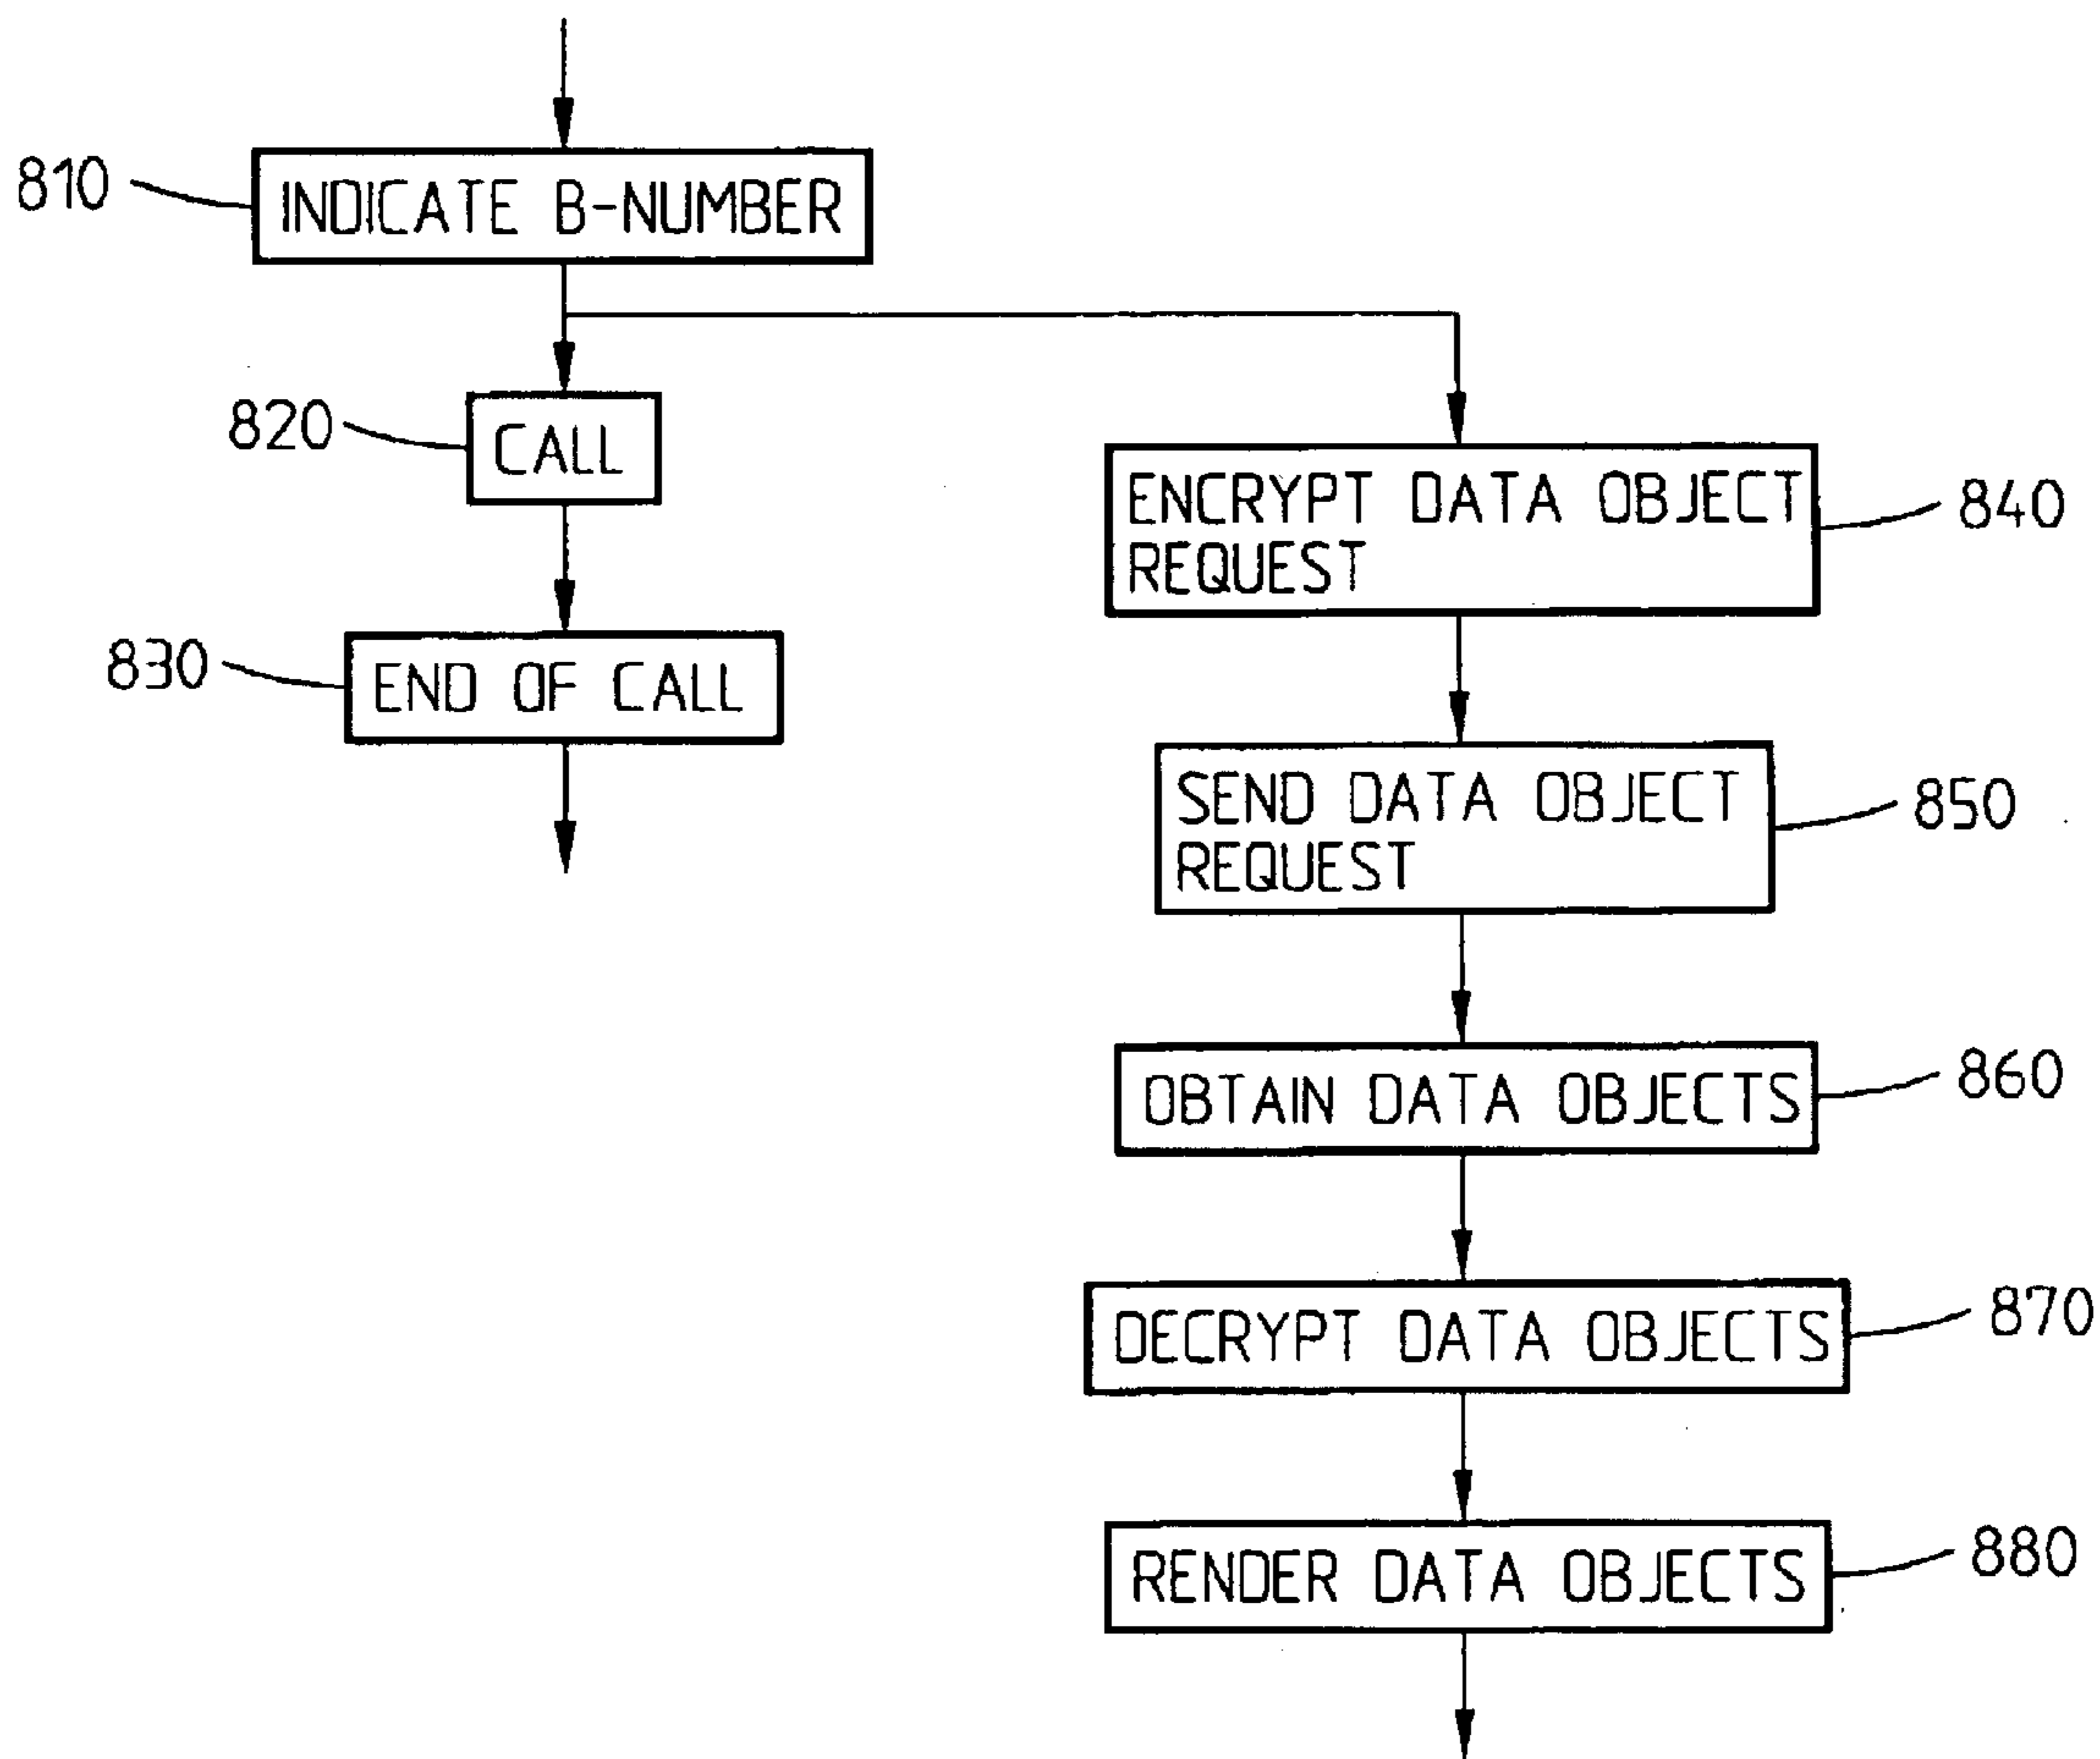 810
INDICATE B-NUMBER
820
CALL
830
END OF CALL
ENCRYPT DATA OBJECT
REQUEST
840
SEND DATA OBJECT
REQUEST
850
OBTAIN DATA OBJECTS
860
DECRYPT DATA OBJECTS
870
RENDER DATA OBJECTS
880